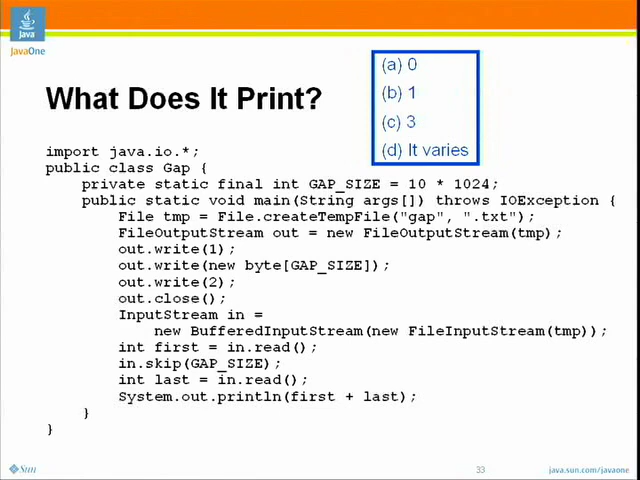 Java
JavaOne
(a) 0
(b) 1
What Does It Print?
(c) 3
(d) It varies
import java.io.*;
public class Gap {
private static final int GAP_SIZE = 10 * 1024;
public static void main(String args[]) throws IOException {
File tmp = File.createTempFile("gap", ".txt");
FileOutputStream out = new FileOutputStream(tmp);
out.write(1);
out.write(new byte[GAP_SIZE]);
out.write(2);
out.close();
InputStream in =
new BufferedInputStream(new FileInputStream(tmp));
int first = in.read();
in.skip(GAP_SIZE);
int last = in.read();
System.out.println(first + last);
}
}
Sun
33
java.sun.com/javaone